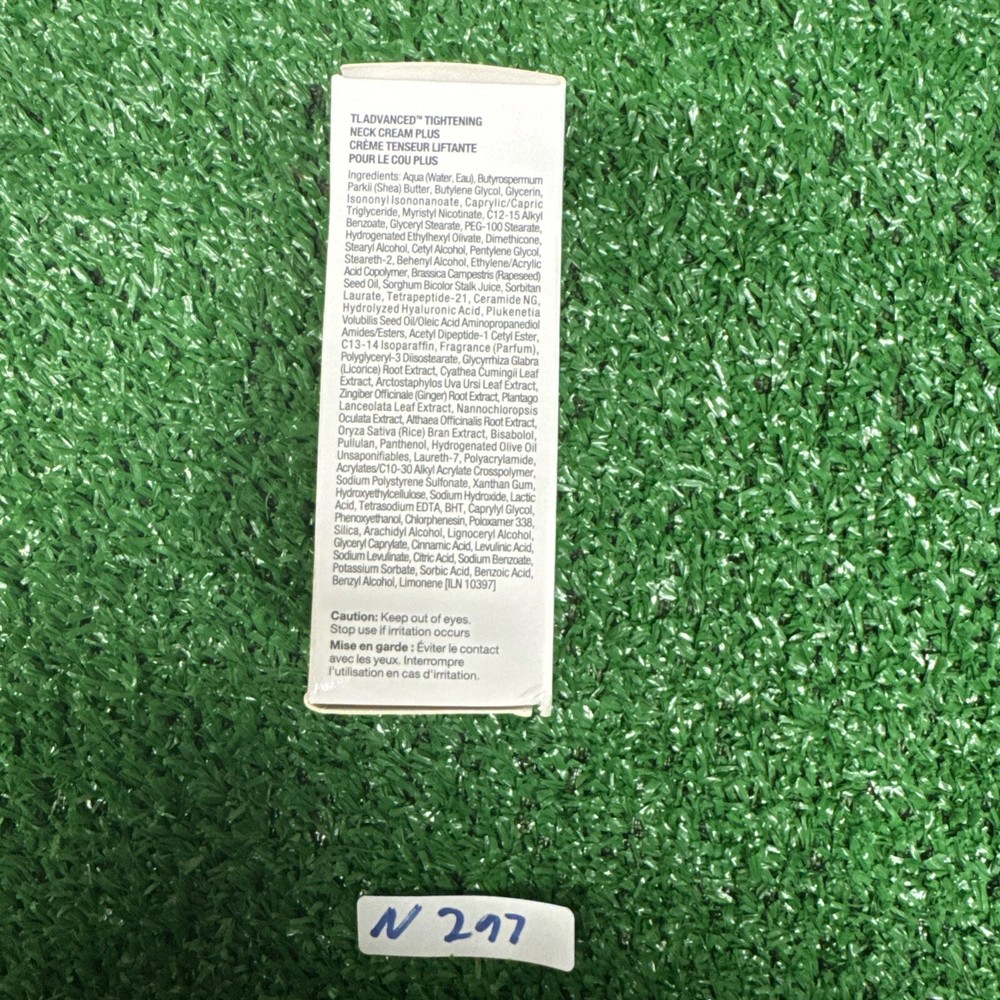 TLADVANCED™ TIGHTENING
NECK CREAM PLUS
CRÈME TENSEUR LIFTANTE
POUR LE COU PLUS
Ingredients: Aqua (Water, Eau), Butyrospermum
Parkii (Shea) Butter, Butylene Glycol, Glycerin,
Isononyl Isononanoate, Caprylic/Capric
Triglyceride, Myristyl Nicotinate, C12-15 Alkyl
Benzoate, Glyceryl Stearate, PEG-100 Stearate,
Hydrogenated Ethylhexyl Olivate, Dimethicone,
Stearyl Alcohol, Cetyl Alcohol, Pentylene Glycol,
Steareth-2, Behenyl Alcohol, Ethylene/Acrylic
Acid Copolymer, Brassica Campestris (Rapeseed)
Seed Oil, Sorghum Bicolor Stalk Juice, Sorbitan
Laurate, Tetrapeptide-21, Ceramide NG,
Hydrolyzed Hyaluronic Acid, Plukenetia
Volubilis Seed Oil/Oleic Acid Aminopropanediol
Amides/Esters, Acetyl Dipeptide-1 Cetyl Ester,
C13-14 Isoparaffin, Fragrance (Parfum),
Polyglyceryl-3 Diisostearate, Glycyrrhiza Glabra
(Licorice) Root Extract, Cyathea Cumingii Leaf
Extract, Arctostaphylos Uva Ursi Leaf Extract,
Zingiber Officinale (Ginger) Root Extract, Plantago
Lanceolata Leaf Extract, Nannochloropsis
Oculata Extract, Althaea Officinalis Root Extract,
Oryza Sativa (Rice) Bran Extract, Bisabolol,
Pullulan, Panthenol, Hydrogenated Olive Oil
Unsaponifiables, Laureth-7, Polyacrylamide,
Acrylates/C10-30 Alkyl Acrylate Crosspolymer,
Sodium Polystyrene Sulfonate, Xanthan Gum,
Hydroxyethylcellulose, Sodium Hydroxide, Lactic
Acid, Tetrasodium EDTA, BHT, Caprylyl Glycol,
Phenoxyethanol, Chlorphenesin, Poloxamer 338,
Silica, Arachidyl Alcohol, Lignoceryl Alcohol,
Glyceryl Caprylate, Cinnamic Acid, Levulinic Acid,
Sodium Levulinate, Citric Acid, Sodium Benzoate,
Potassium Sorbate, Sorbic Acid, Benzoic Acid,
Benzyl Alcohol, Limonene [ILN 10397]
Caution: Keep out of eyes.
Stop use if irritation occurs
Mise en garde : Éviter le contact
avec les yeux. Interrompre
l'utilisation en cas d'irritation.
N 297